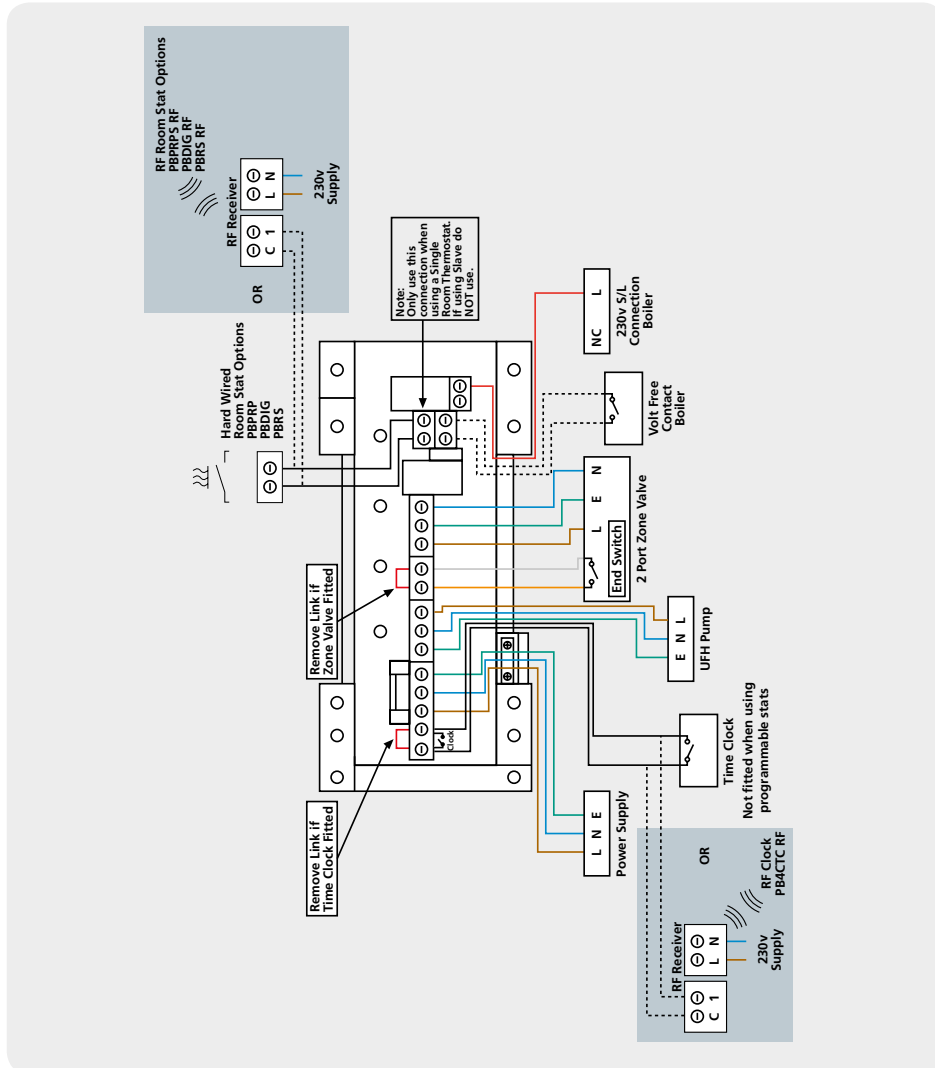 RF Room Stat Options
PBPRPS RF
PBDIG RF
PBRS RF
RF Receiver
C 1
L N
230v
Supply
OR
Hard Wired
Room Stat Options
PBPRP
PBDIG
PBRS
Note:
Only use this
connection when
using a Single
Room Thermostat.
If using Slave do
NOT use.
NC L
230v S/L
Connection
Boiler
Volt Free
Contact
Boiler
L E N
End Switch
2 Port Zone Valve
Remove Link if
Zone Valve Fitted
E N L
UFH Pump
Clock
Time Clock
Not fitted when using
programmable stats
Remove Link if
Time Clock Fitted
L N E
Power Supply
OR
RF Clock
PB4CTC RF
RF Receiver
C 1
L N
230v
Supply